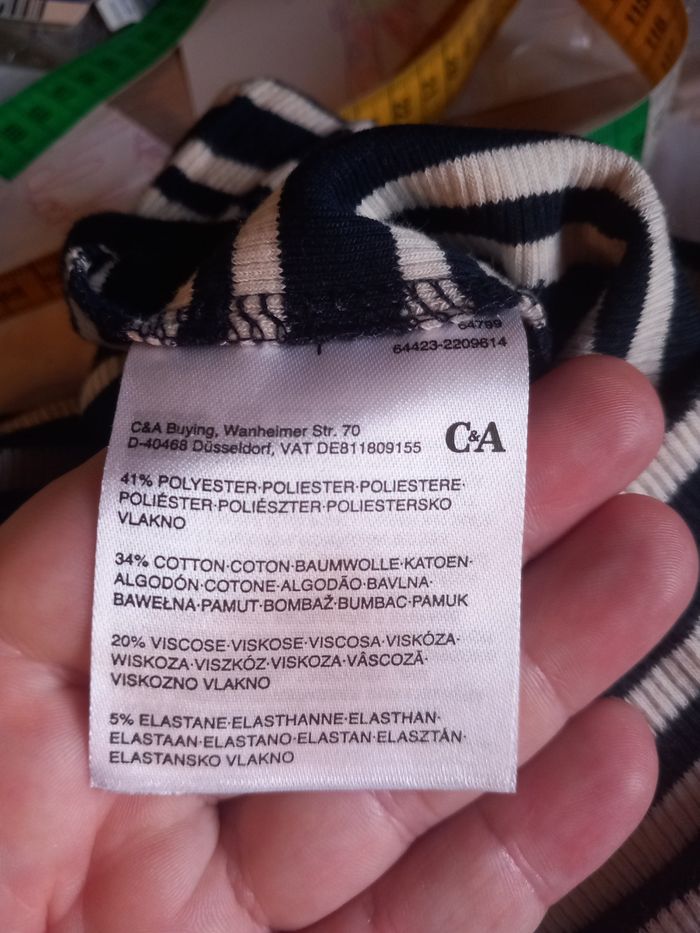 64799
64423-2209614
C&A Buying, Wanheimer Str. 70
D-40468 Düsseldorf, VAT DE811809155
C&A
41% POLYESTER·POLIESTER·POLIESTERE·
POLIÉSTER·POLIÉSZTER·POLIESTERSKO
VLAKNO
34% COTTON·COTON·BAUMWOLLE·KATOEN·
ALGODÓN·COTONE·ALGODÃO·BAVLNA·
BAWEŁNA·PAMUT·BOMBAŽ·BUMBAC·PAMUK
20% VISCOSE·VISKOSE·VISCOSA·VISKÓZA·
WISKOZA·VISZKÓZ·VISKOZA·VÂSCOZĂ·
VISKOZNO VLAKNO
5% ELASTANE·ELASTHANNE·ELASTHAN·
ELASTAAN·ELASTANO·ELASTAN·ELASZTÁN·
ELASTANSKO VLAKNO